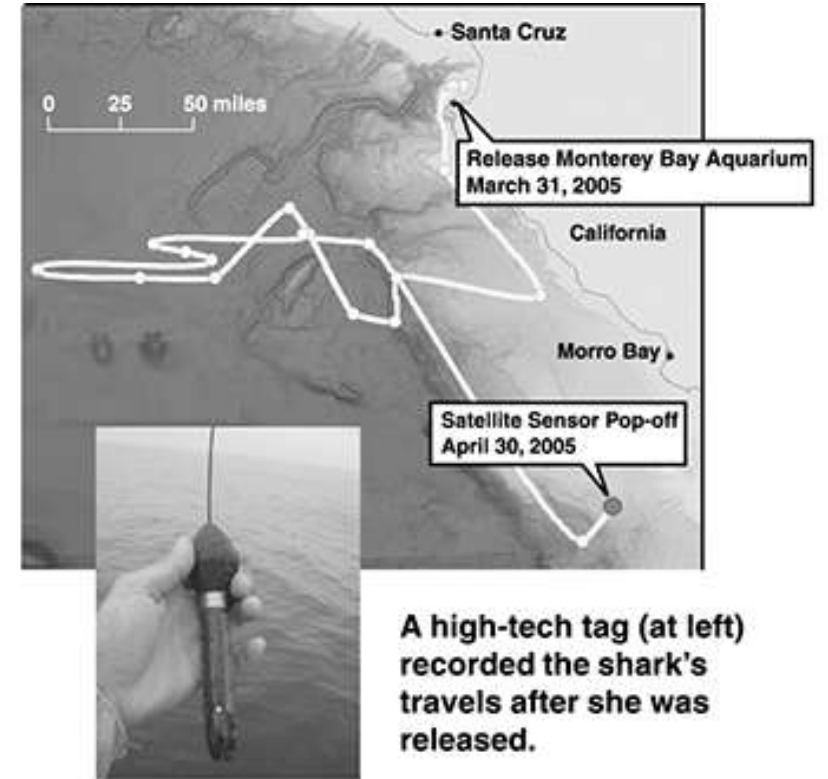 Santa Cruz
0 25 50 miles
Release Monterey Bay Aquarium
March 31, 2005
California
Morro Bay
Satellite Sensor Pop-off
April 30, 2005
A high-tech tag (at left)
recorded the shark's
travels after she was
released.